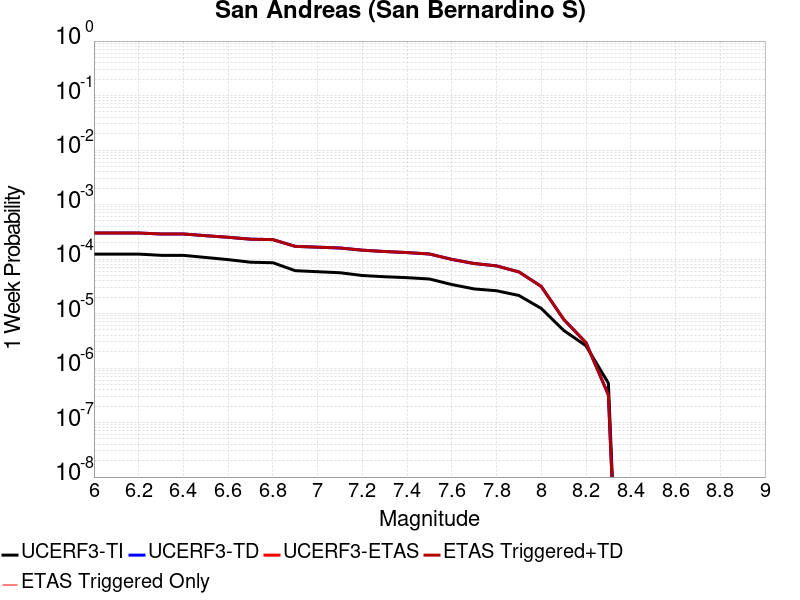 San Andreas (San Bernardino S)
10^0
10^-1
10^-2
10^-3
10^-4
10^-5
10^-6
10^-7
10^-8
1 Week Probability
6 6.2 6.4 6.6 6.8 7 7.2 7.4 7.6 7.8 8 8.2 8.4 8.6 8.8 9
Magnitude
UCERF3-TI UCERF3-TD UCERF3-ETAS ETAS Triggered+TD
ETAS Triggered Only